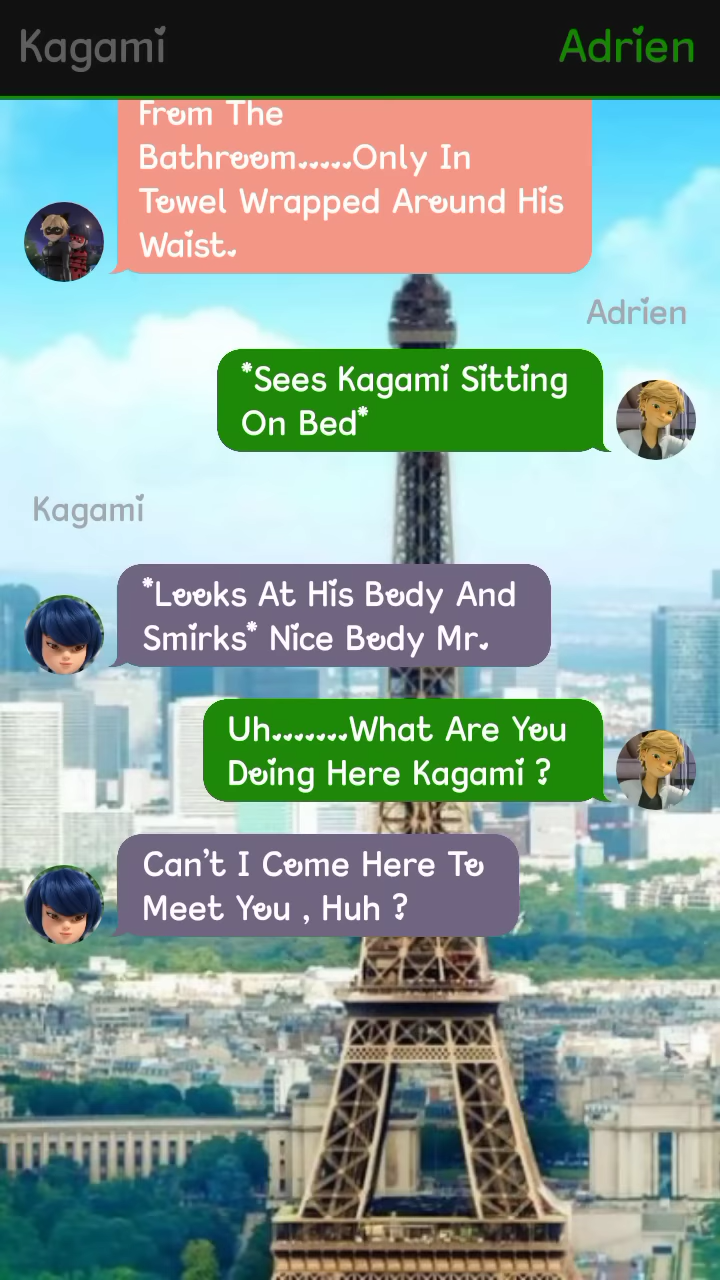 Kagami
Adrien
From The
Bathroom.....Only In
Towel Wrapped Around His
Waist.
Adrien
*Sees Kagami Sitting
On Bed*
Kagami
*Looks At His Body And
Smirks* Nice Body Mr.
Uh.......What Are You
Doing Here Kagami ?
Can't I Come Here To
Meet You , Huh ?